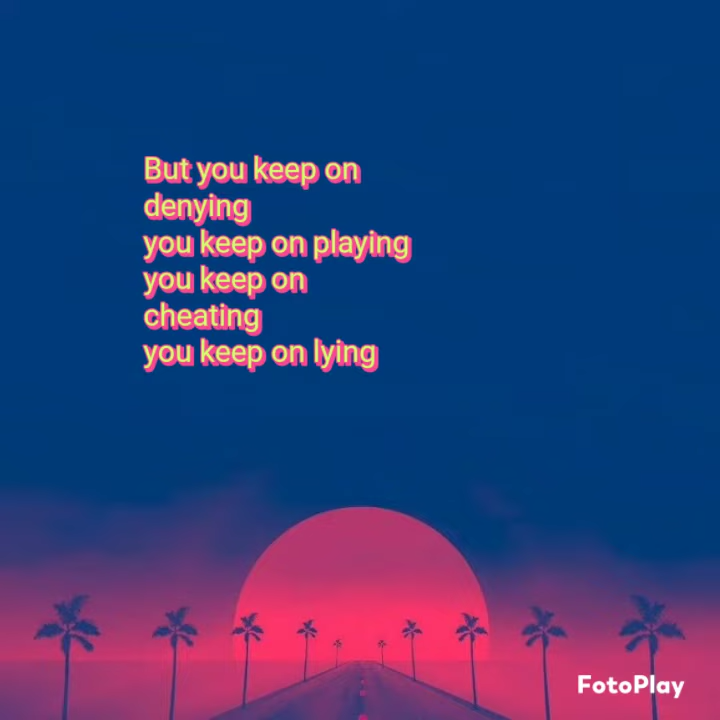 But you keep on
denying
you keep on playing
you keep on
cheating
you keep on lying
FotoPlay